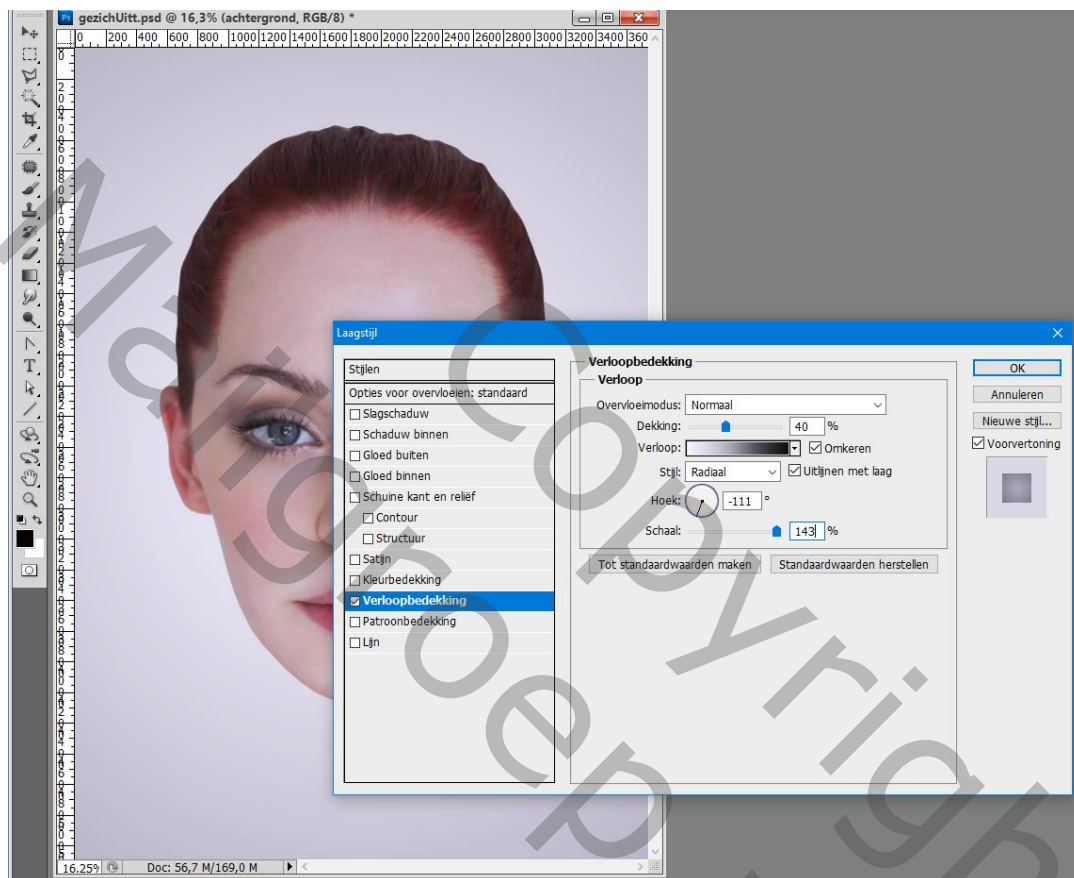 Ps gezichUitt.psd @ 16,3% (achtergrond, RGB/8) *
0 200 400 600 800 1000 1200 1400 1600 1800 2000 2200 2400 2600 2800 3000 3200 3400 360
Laagstijl
Stijlen
Opties voor overvloeien: standaard
Slagschaduw
Schaduw binnen
Gloed buiten
Gloed binnen
Schuine kant en reliëf
Contour
Structuur
Satijn
Kleurbedekking
Verloopbedekking
Patroonbedekking
Lijn
Verloopbedekking
Verloop
Overvloeimodus: Normaal
Dekking: 40 %
Verloop: Omkeren
Stijl: Radiaal Uitlijnen met laag
Hoek: -111 °
Schaal: 143 %
Tot standaardwaarden maken Standaardwaarden herstellen
OK
Annuleren
Nieuwe stijl...
Voorvertoning
16.25% Doc: 56,7 M/169,0 M
T
Copyrigh
Mailgroep